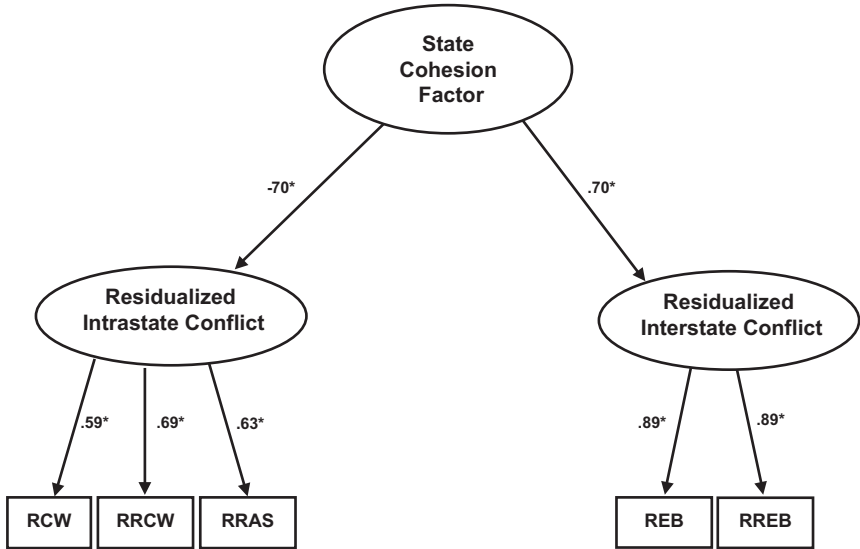 State
Cohesion
Factor
-70*
.70*
Residualized
Intrastate Conflict
Residualized
Interstate Conflict
.59*
.69*
.63*
.89*
.89*
RCW
RRCW
RRAS
REB
RREB